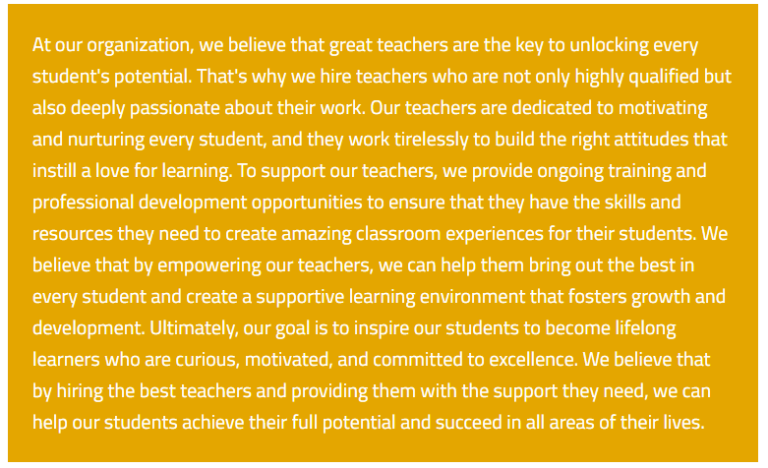 At our organization, we believe that great teachers are the key to unlocking every
student's potential. That's why we hire teachers who are not only highly qualified but
also deeply passionate about their work. Our teachers are dedicated to motivating
and nurturing every student, and they work tirelessly to build the right attitudes that
instill a love for learning. To support our teachers, we provide ongoing training and
professional development opportunities to ensure that they have the skills and
resources they need to create amazing classroom experiences for their students. We
believe that by empowering our teachers, we can help them bring out the best in
every student and create a supportive learning environment that fosters growth and
development. Ultimately, our goal is to inspire our students to become lifelong
learners who are curious, motivated, and committed to excellence. We believe that
by hiring the best teachers and providing them with the support they need, we can
help our students achieve their full potential and succeed in all areas of their lives.